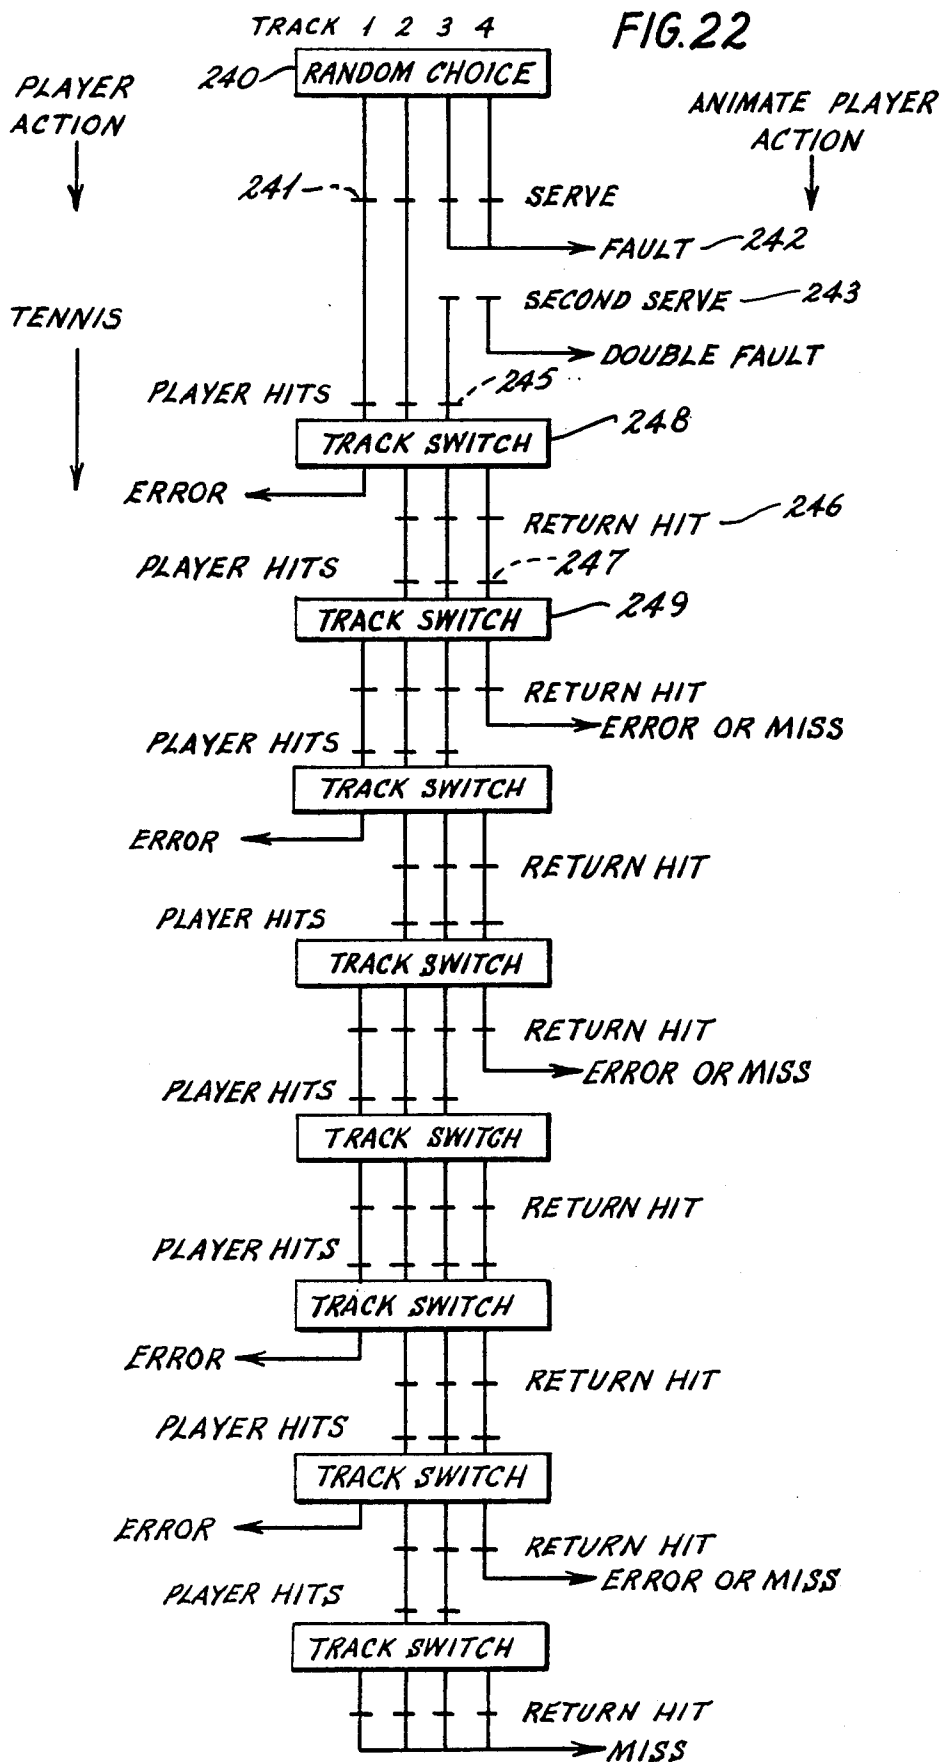 TRACK 1 2 3 4
FIG.22
240 RANDOM CHOICE
PLAYER ACTION
ANIMATE PLAYER ACTION
241 SERVE
FAULT 242
SECOND SERVE 243
TENNIS
DOUBLE FAULT
PLAYER HITS 245
TRACK SWITCH 248
ERROR
RETURN HIT 246
PLAYER HITS 247
TRACK SWITCH 249
RETURN HIT
ERROR OR MISS
PLAYER HITS
TRACK SWITCH
ERROR
RETURN HIT
PLAYER HITS
TRACK SWITCH
RETURN HIT
ERROR OR MISS
PLAYER HITS
TRACK SWITCH
RETURN HIT
PLAYER HITS
TRACK SWITCH
ERROR
RETURN HIT
PLAYER HITS
TRACK SWITCH
ERROR
RETURN HIT
ERROR OR MISS
PLAYER HITS
TRACK SWITCH
RETURN HIT
MISS